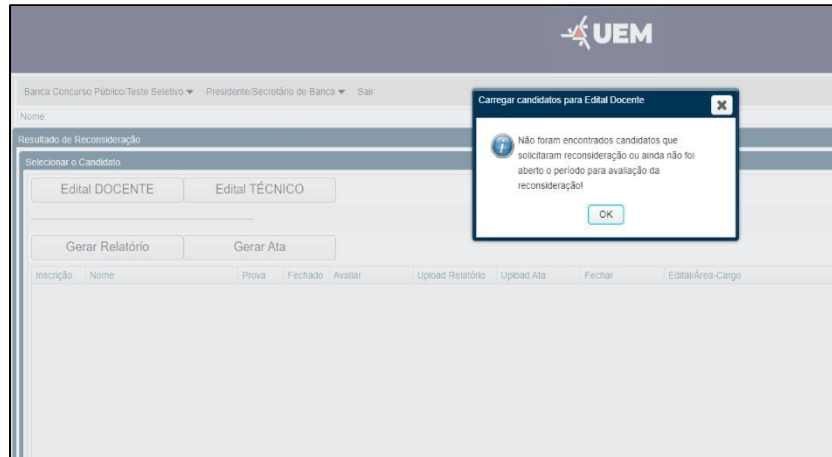 UEM
Banca Concurso Público/Teste Seletivo Presidente/Secretário de Banca Sair
Nome:
Resultado de Reconsideração
Selecionar o Candidato
Edital DOCENTE Edital TÉCNICO
Gerar Relatório Gerar Ata
Inscrição Nome Prova Fechado Avaliar Upload Relatório Upload Ata Fechar Edital/Área-Cargo
Carregar candidatos para Edital Docente
Não foram encontrados candidatos que
solicitaram reconsideração ou ainda não foi
aberto o período para avaliação da
reconsideração!
OK